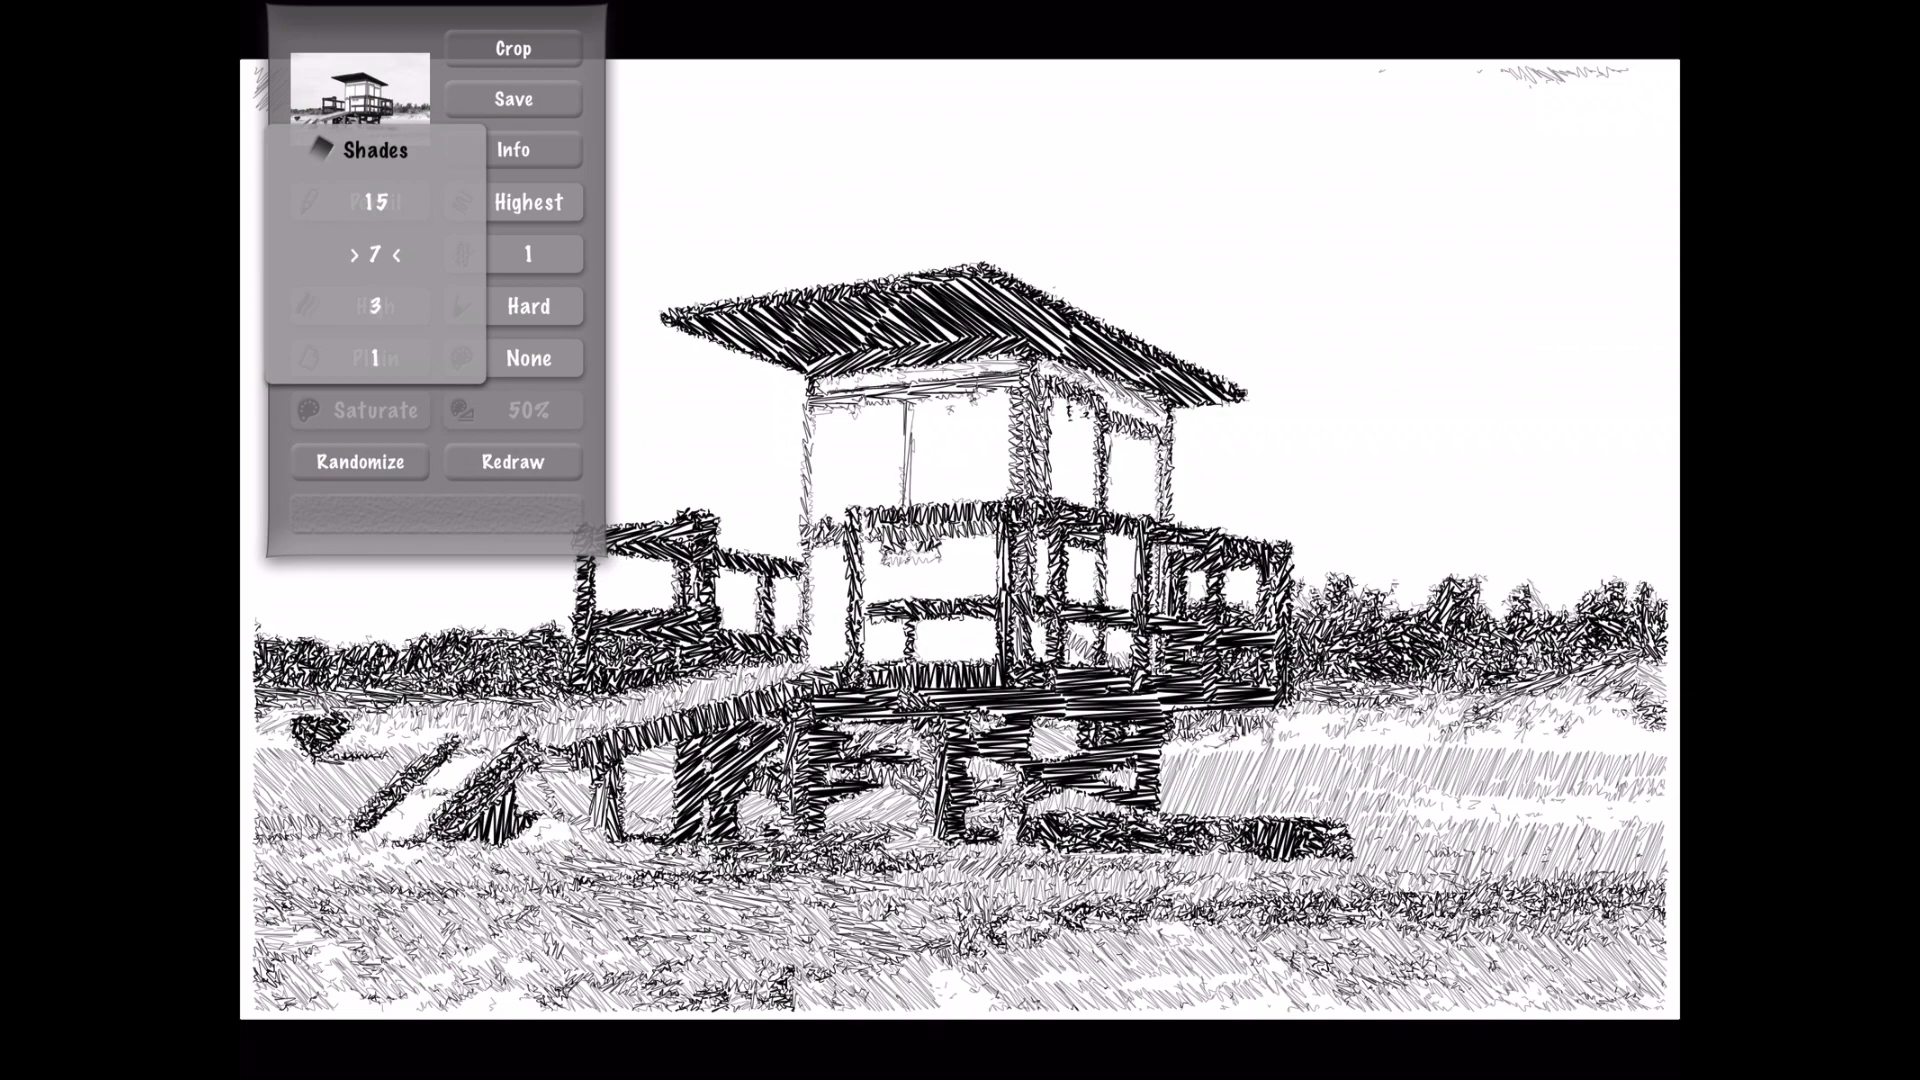 Crop
Save
Shades
Info
15
Highest
> 7 <
1
3
Hard
1
None
Saturate
50%
Randomize
Redraw